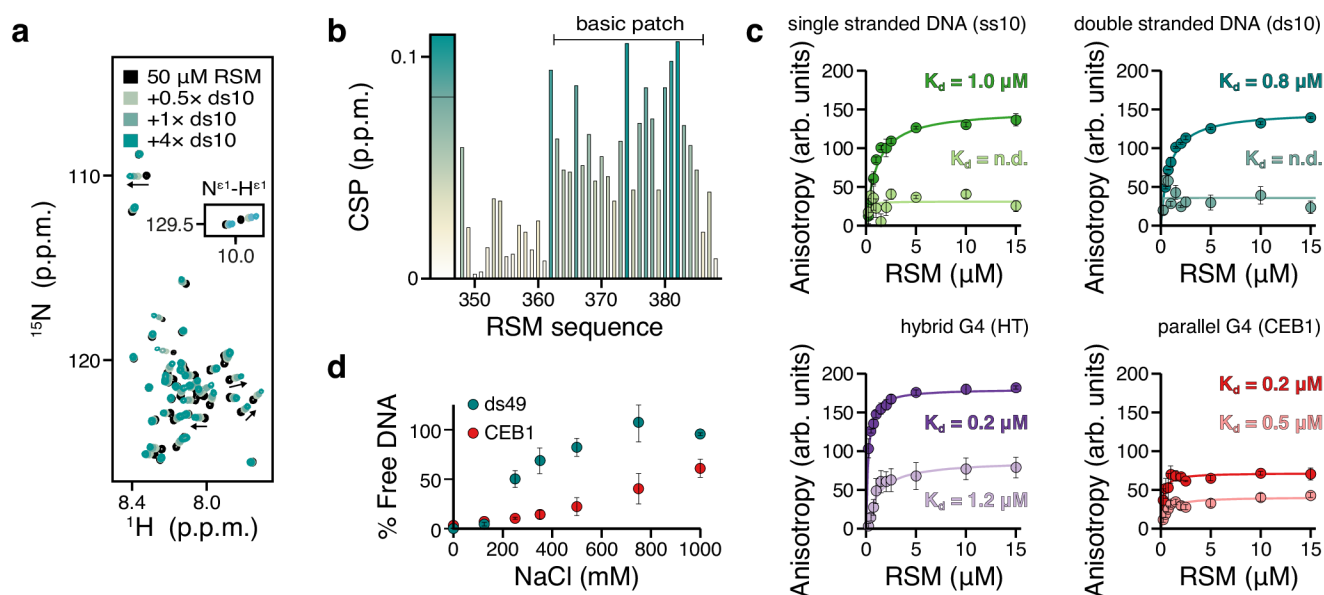 a
50 µM RSM
+0.5× ds10
+1× ds10
+4× ds10
110
Nε1-Hε1
129.5
10.0
120
15N (p.p.m.)
8.4
8.0
1H (p.p.m.)
b
basic patch
0.1
0
CSP (p.p.m.)
350
360
370
380
RSM sequence
c
single stranded DNA (ss10)
Anisotropy (arb. units)
200
150
100
50
0
Kd = 1.0 µM
Kd = n.d.
0
5
10
15
RSM (µM)
double stranded DNA (ds10)
Anisotropy (arb. units)
200
150
100
50
0
Kd = 0.8 µM
Kd = n.d.
0
5
10
15
RSM (µM)
hybrid G4 (HT)
Anisotropy (arb. units)
200
150
100
50
0
Kd = 0.2 µM
Kd = 1.2 µM
0
5
10
15
RSM (µM)
parallel G4 (CEB1)
Anisotropy (arb. units)
200
150
100
50
0
Kd = 0.2 µM
Kd = 0.5 µM
0
5
10
15
RSM (µM)
d
ds49
CEB1
% Free DNA
100
50
0
0
200
400
600
800
1000
NaCl (mM)